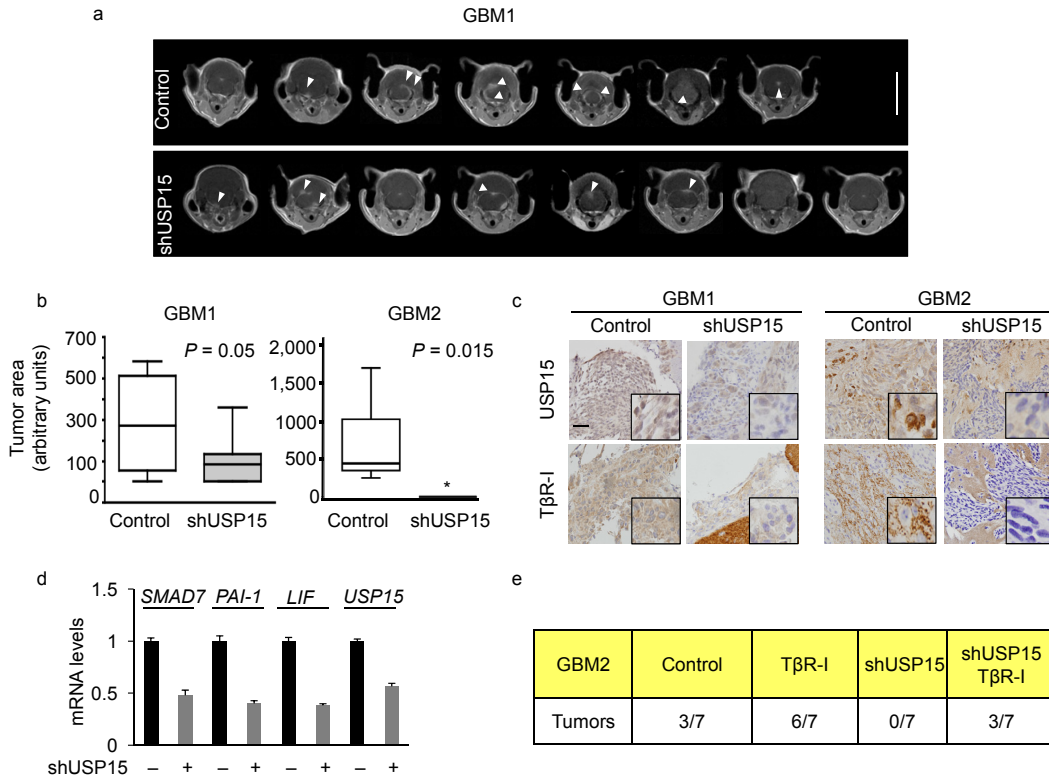 a
GBM1
Control
shUSP15
b
GBM1
P = 0.05
Tumor area
(arbitrary units)
700
500
300
100
0
Control
shUSP15
GBM2
P = 0.015
2,000
1,500
1000
500
0
*
Control
shUSP15
c
GBM1
GBM2
Control
shUSP15
Control
shUSP15
USP15
TβR-I
d
SMAD7
PAI-1
LIF
USP15
mRNA levels
1.5
1
0.5
0
shUSP15 – + – + – + – +
e
GBM2 Control TβR-I shUSP15 shUSP15
TβR-I
Tumors 3/7 6/7 0/7 3/7